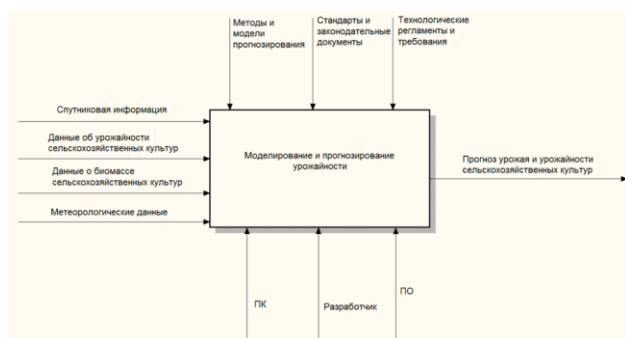 Методы и
модели
прогнозирования
Стандарты и
законодательные
документы
Технологические
регламенты и
требования
Спутниковая информация
Данные об урожайности
сельскохозяйственных культур
Данные о биомассе
сельскохозяйственных культур
Метеорологические данные
Моделирование и прогнозирование
урожайности
Прогноз урожая и урожайности
сельскохозяйственных культур
ПК
Разработчик
ПО